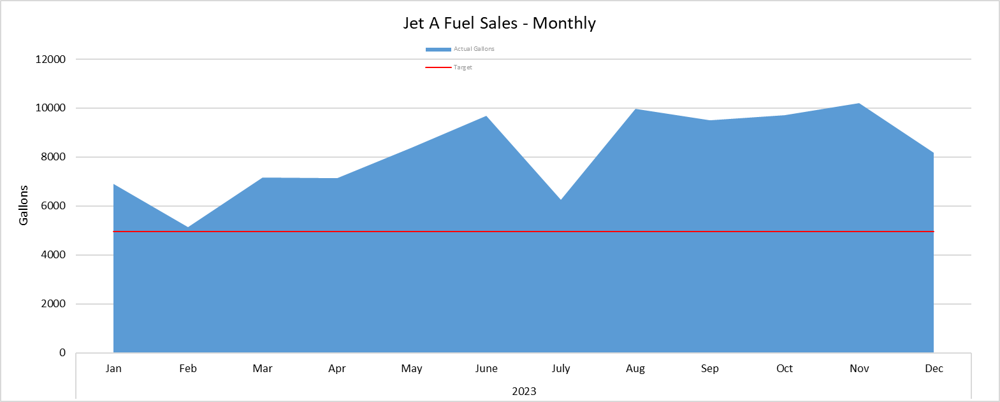 Jet A Fuel Sales - Monthly
Actual Gallons
Target
12000
10000
8000
6000
4000
2000
0
Gallons
Jan Feb Mar Apr May June July Aug Sep Oct Nov Dec
2023